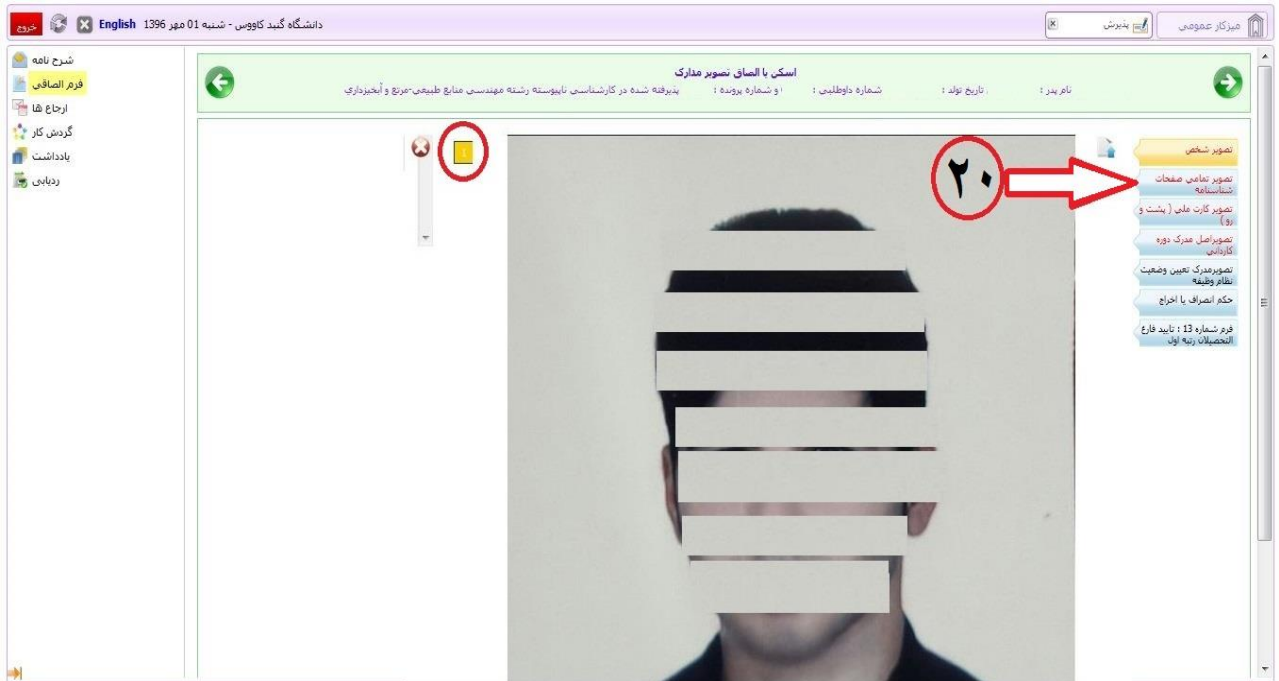 میزکار عمومی
پذیرش
دانشگاه گنبد کاووس - شنبه 01 مهر 1396 English
خروج
شرح نامه
فرم الصاقی
ارجاع ها
گردش کار
یادداشت
ردیابی
اسکن یا الصاق تصویر مدارک
نام پدر : تاریخ تولد : شماره داوطلبی : و شماره پرونده : پذیرفته شده در کارشناسی ناپیوسته رشته مهندسی منابع طبیعی-مرتع و آبخیزداري
تصویر شخص
تصویر تمامی صفحات
شناسنامه
تصویر کارت ملی ( پشت و
رو )
تصویراصل مدرک دوره
کاردانی
تصویرمدرک تعیین وضعیت
نظام وظیفه
حکم انصراف یا اخراج
فرم شماره 13 : تایید فارغ
التحصیلان رتبه اول
۲۰
1